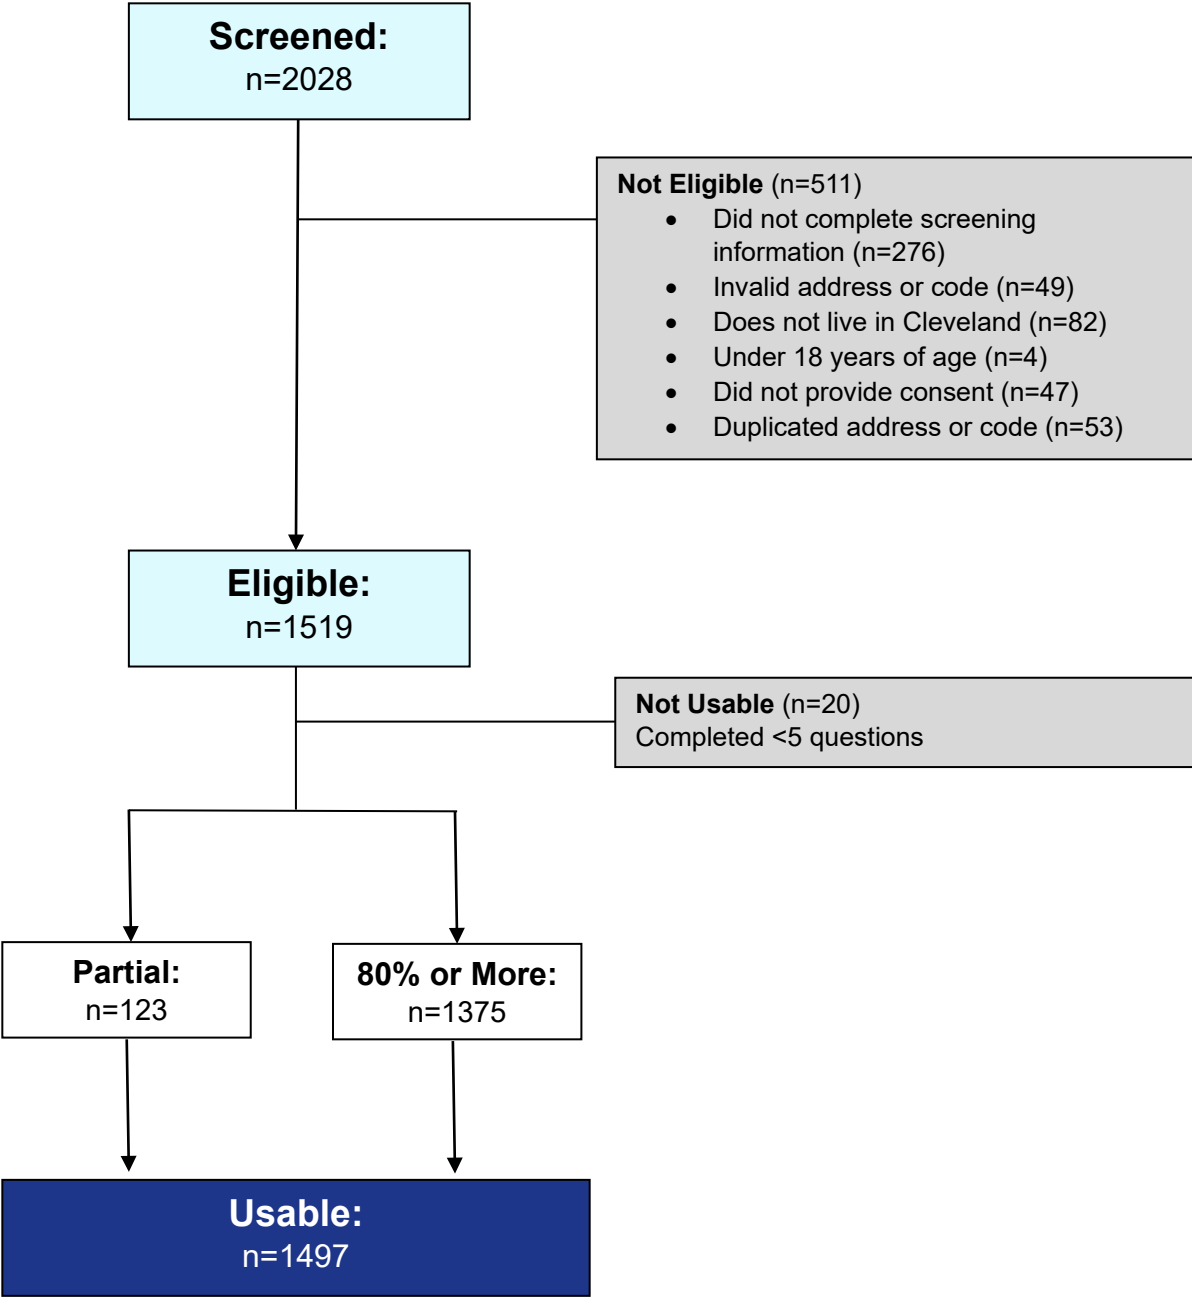 Screened:
n=2028
Not Eligible (n=511)
• Did not complete screening
information (n=276)
• Invalid address or code (n=49)
• Does not live in Cleveland (n=82)
• Under 18 years of age (n=4)
• Did not provide consent (n=47)
• Duplicated address or code (n=53)
Eligible:
n=1519
Not Usable (n=20)
Completed <5 questions
Partial:
n=123
80% or More:
n=1375
Usable:
n=1497